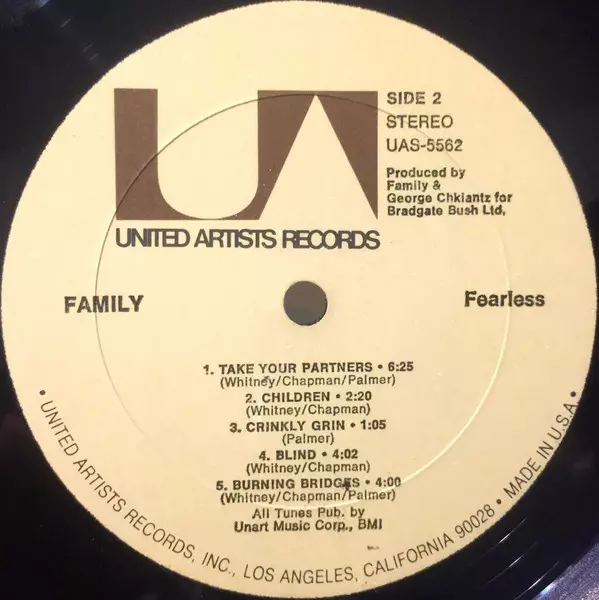 UA
SIDE 2
STEREO
UAS-5562
Produced by
Family &
George Chkiantz for
Bradgate Bush Ltd,
UNITED ARTISTS RECORDS
FAMILY
Fearless
1. TAKE YOUR PARTNERS • 6:25
(Whitney/Chapman/Palmer)
2. CHILDREN • 2:20
(Whitney/Chapman)
3. CRINKLY GRIN • 1:05
(Palmer)
4. BLIND • 4:02
(Whitney/Chapman)
5. BURNING BRIDGES • 4:00
(Whitney/Chapman/Palmer)
All Tunes Pub. by
Unart Music Corp., BMI
• UNITED ARTISTS RECORDS, INC., LOS ANGELES, CALIFORNIA 90028 • MADE IN U.S.A •